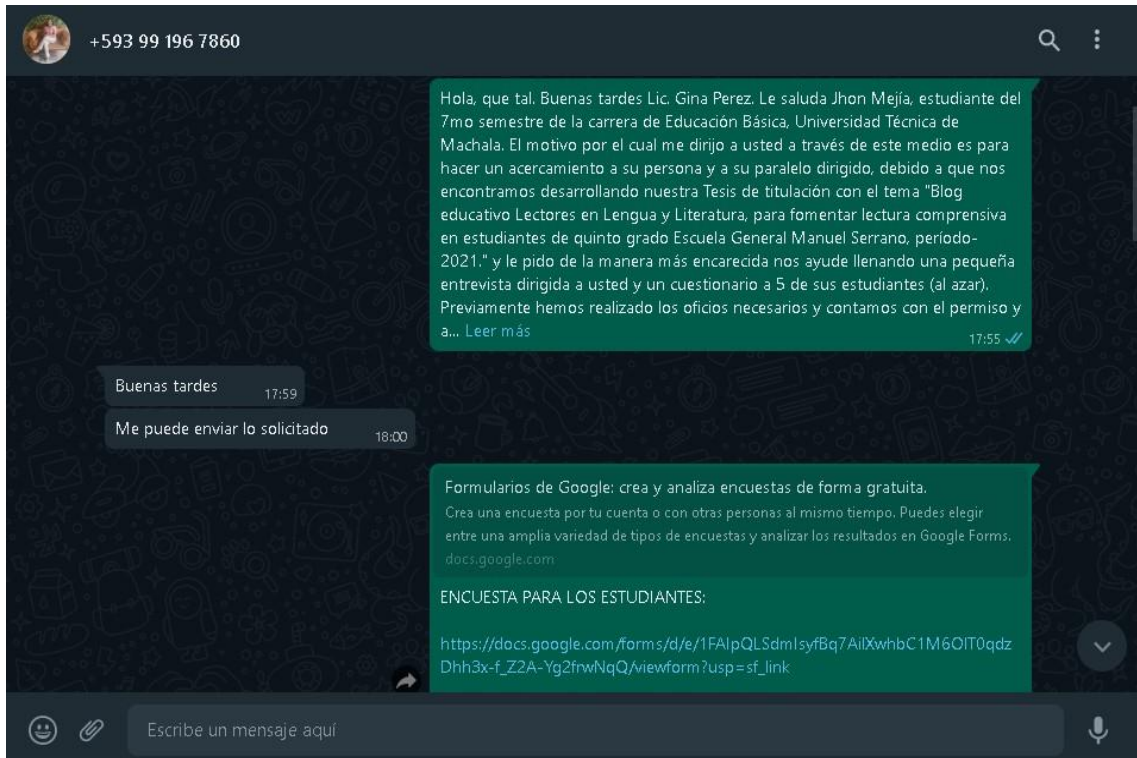 +593 99 196 7860
Hola, que tal. Buenas tardes Lic. Gina Perez. Le saluda Jhon Mejía, estudiante del
7mo semestre de la carrera de Educación Básica, Universidad Técnica de
Machala. El motivo por el cual me dirijo a usted a través de este medio es para
hacer un acercamiento a su persona y a su paralelo dirigido, debido a que nos
encontramos desarrollando nuestra Tesis de titulación con el tema "Blog
educativo Lectores en Lengua y Literatura, para fomentar lectura comprensiva
en estudiantes de quinto grado Escuela General Manuel Serrano, período-
2021." y le pido de la manera más encarecida nos ayude llenando una pequeña
entrevista dirigida a usted y un cuestionario a 5 de sus estudiantes (al azar).
Previamente hemos realizado los oficios necesarios y contamos con el permiso y
a... Leer más
17:55
Buenas tardes
17:59
Me puede enviar lo solicitado
18:00
Formularios de Google: crea y analiza encuestas de forma gratuita.
Crea una encuesta por tu cuenta o con otras personas al mismo tiempo. Puedes elegir
entre una amplia variedad de tipos de encuestas y analizar los resultados en Google Forms.
docs.google.com
ENCUESTA PARA LOS ESTUDIANTES:
https://docs.google.com/forms/d/e/1FAIpQLSdmIsyfBq7AilXwhbC1M6OlT0qdz
Dhh3x-f_Z2A-Yg2frwNqQ/viewform?usp=sf_link
Escribe un mensaje aquí